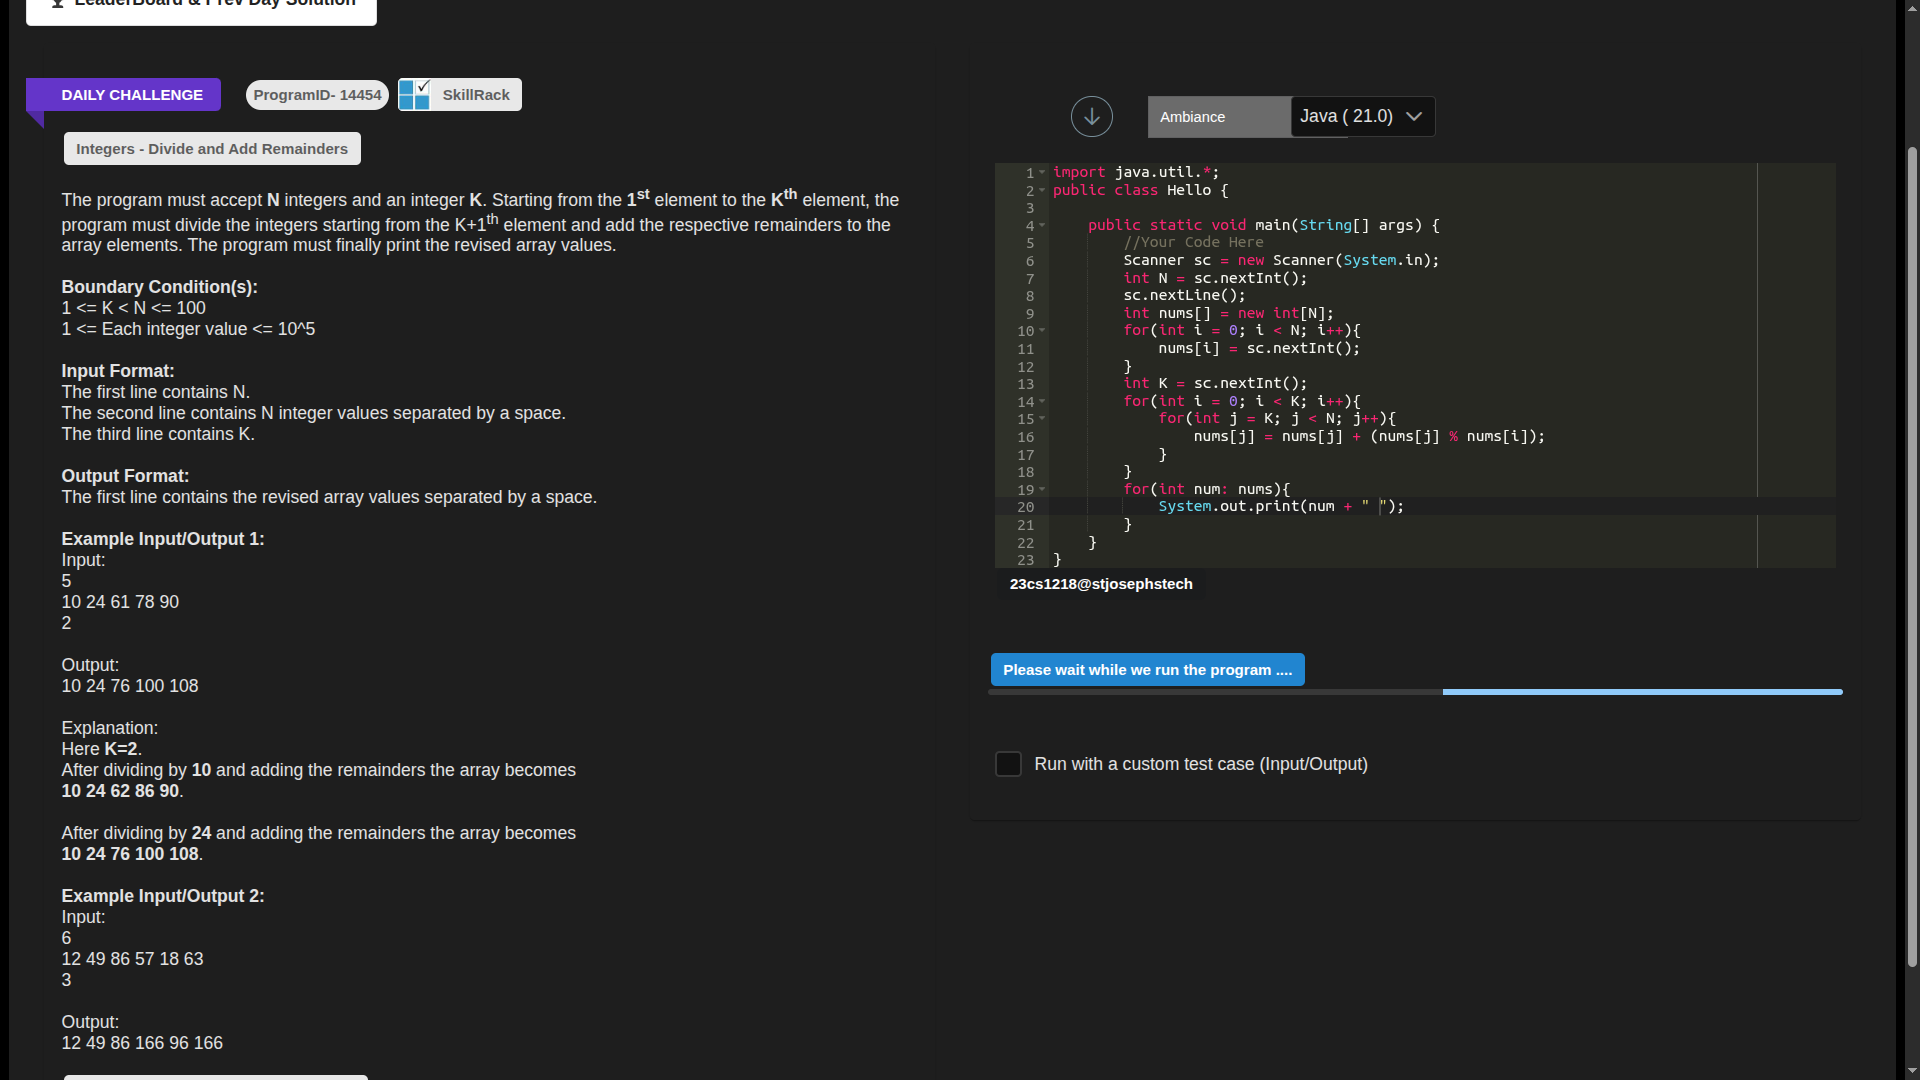 LeaderBoard & Prev Day Solution
DAILY CHALLENGE
ProgramID- 14454
SkillRack
Integers - Divide and Add Remainders
The program must accept N integers and an integer K. Starting from the 1st element to the Kth element, the
program must divide the integers starting from the K+1th element and add the respective remainders to the
array elements. The program must finally print the revised array values.
Boundary Condition(s):
1 <= K < N <= 100
1 <= Each integer value <= 10^5
Input Format:
The first line contains N.
The second line contains N integer values separated by a space.
The third line contains K.
Output Format:
The first line contains the revised array values separated by a space.
Example Input/Output 1:
Input:
5
10 24 61 78 90
2
Output:
10 24 76 100 108
Explanation:
Here K=2.
After dividing by 10 and adding the remainders the array becomes
10 24 62 86 90.
After dividing by 24 and adding the remainders the array becomes
10 24 76 100 108.
Example Input/Output 2:
Input:
6
12 49 86 57 18 63
3
Output:
12 49 86 166 96 166
Ambiance
Java ( 21.0)
1 import java.util.*;
2 public class Hello {
3
4     public static void main(String[] args) {
5         //Your Code Here
6         Scanner sc = new Scanner(System.in);
7         int N = sc.nextInt();
8         sc.nextLine();
9         int nums[] = new int[N];
10         for(int i = 0; i < N; i++){
11             nums[i] = sc.nextInt();
12         }
13         int K = sc.nextInt();
14         for(int i = 0; i < K; i++){
15             for(int j = K; j < N; j++){
16                 nums[j] = nums[j] + (nums[j] % nums[i]);
17             }
18         }
19         for(int num: nums){
20             System.out.print(num + " ");
21         }
22     }
23 }
23cs1218@stjosephstech
Please wait while we run the program ....
Run with a custom test case (Input/Output)